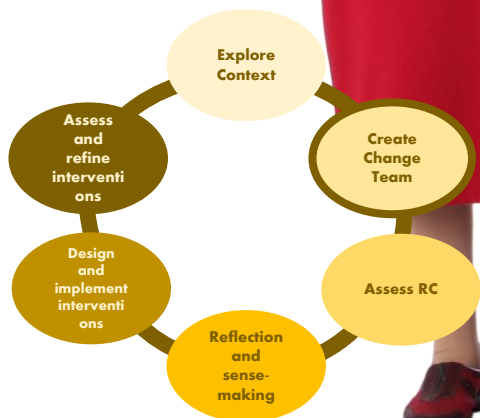 Explore
Context
Create
Change
Team
Assess RC
Reflection
and
sense-
making
Design
and
implement
interventi
ons
Assess
and
refine
interventi
ons